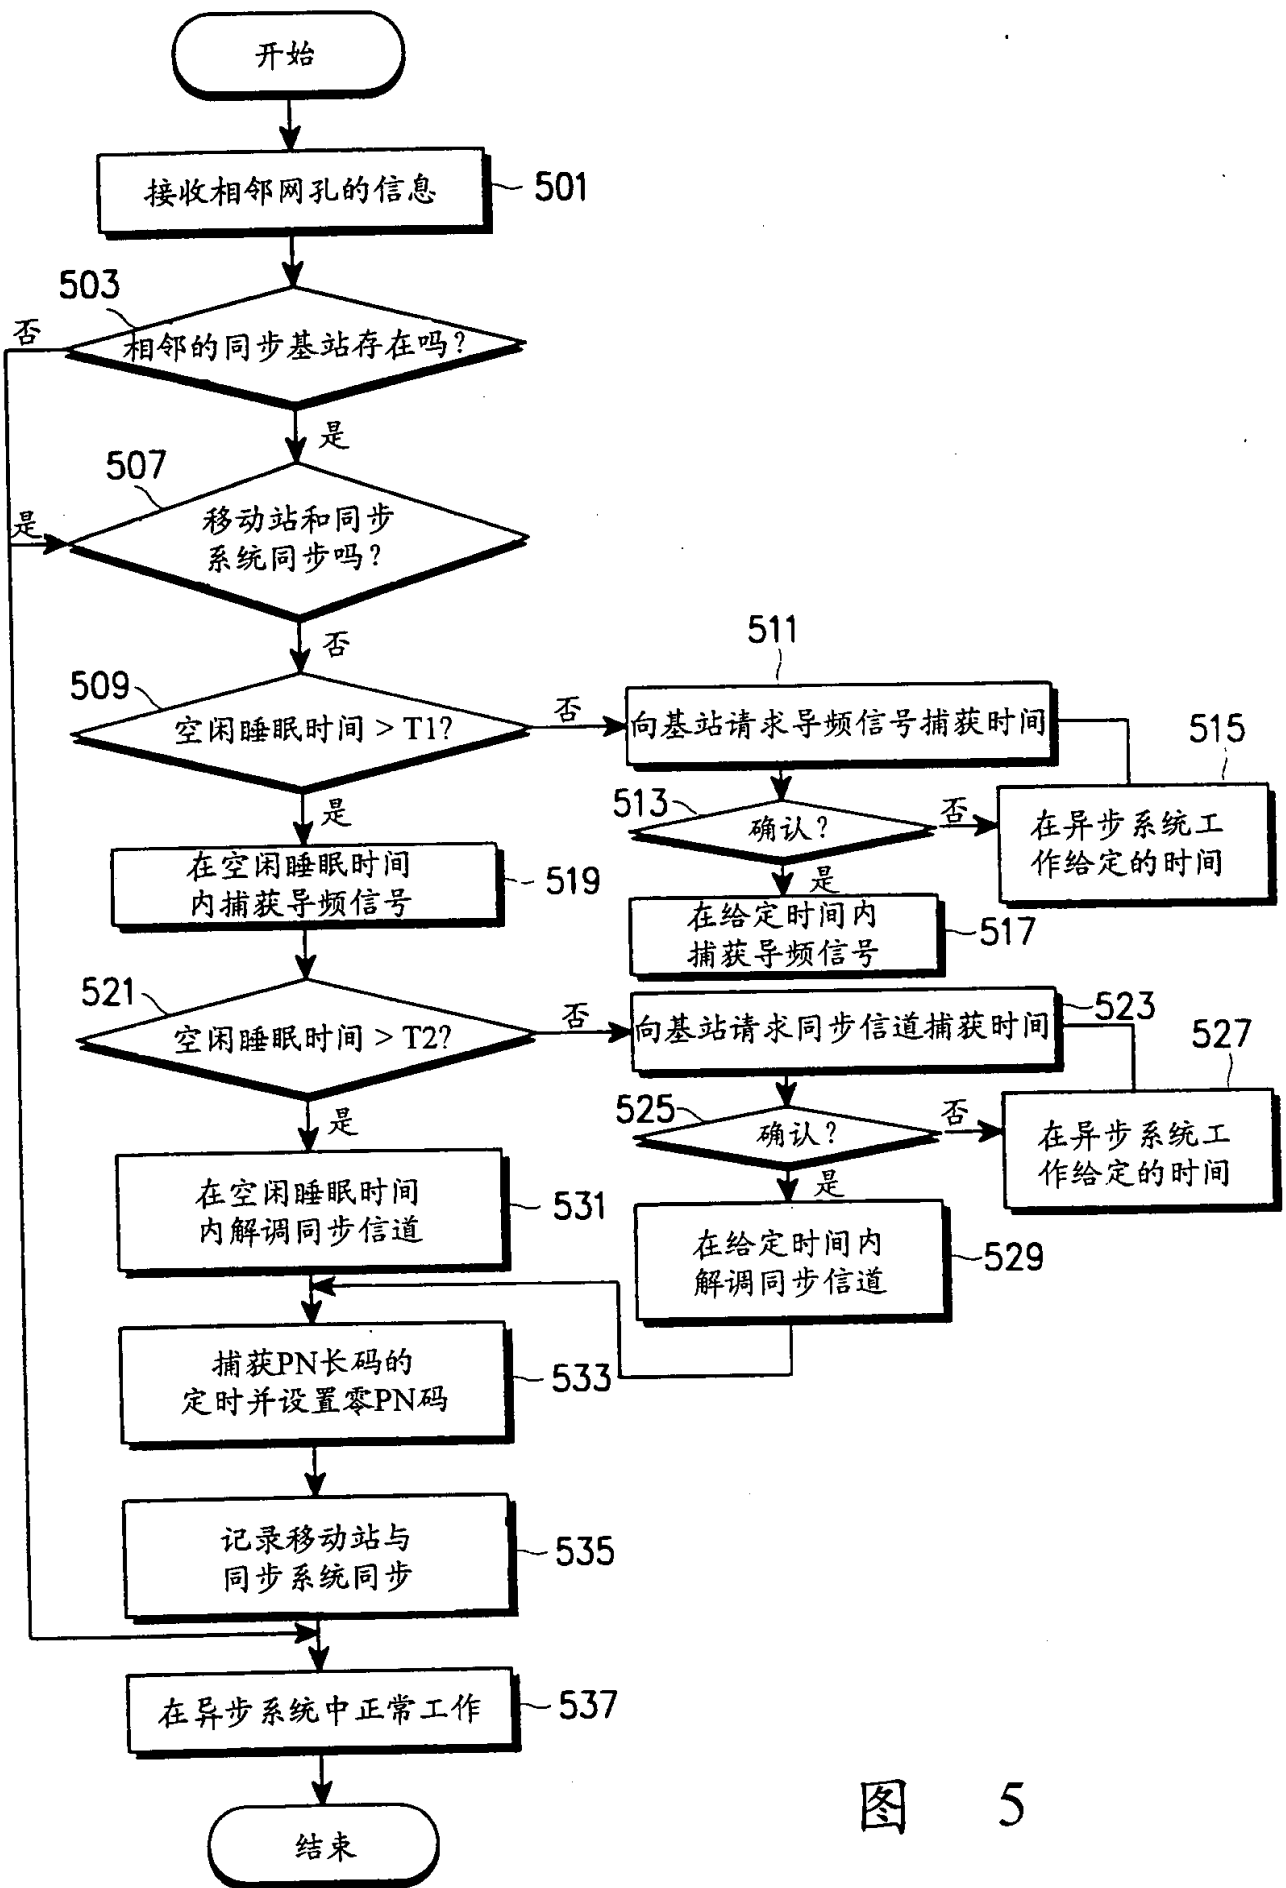 开始
接收相邻网孔的信息
501
503
否
相邻的同步基站存在吗？
是
507
是
移动站和同步
系统同步吗？
否
509
空闲睡眠时间 > T1?
否
511
向基站请求导频信号捕获时间
515
513
确认？
否
在异步系统工
作给定的时间
是
是
在空闲睡眠时间
内捕获导频信号
519
在给定时间内
捕获导频信号
517
521
空闲睡眠时间 > T2?
否
向基站请求同步信道捕获时间
523
527
525
确认？
否
在异步系统工
作给定的时间
是
是
在空闲睡眠时间
内解调同步信道
531
在给定时间内
解调同步信道
529
捕获PN长码的
定时并设置零PN码
533
记录移动站与
同步系统同步
535
在异步系统中正常工作
537
结束
图 5